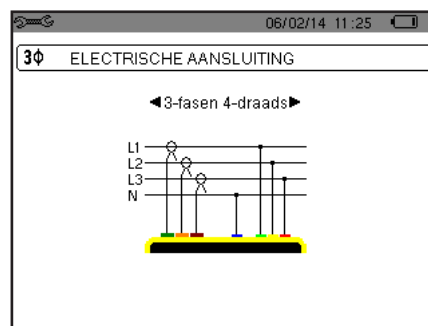 06/02/14 11:25
3Φ ELECTRISCHE AANSLUITING
◄3-fasen 4-draads►
L1
L2
L3
N